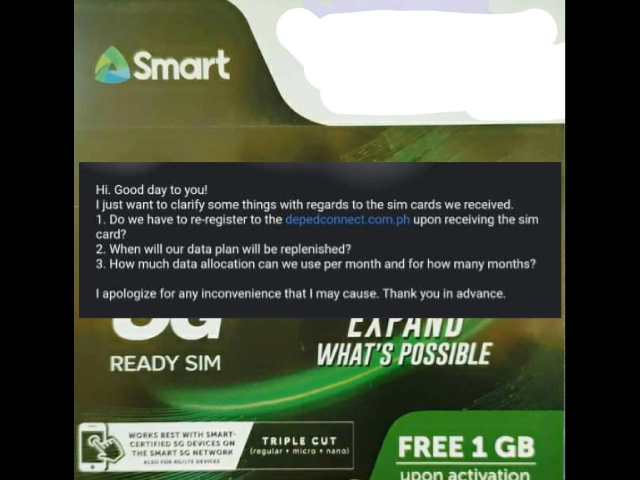 Smart
Hi. Good day to you!
I just want to clarify some things with regards to the sim cards we received.
1. Do we have to re-register to the depedconnect.com.ph upon receiving the sim
card?
2. When will our data plan will be replenished?
3. How much data allocation can we use per month and for how many months?
I apologize for any inconvenience that I may cause. Thank you in advance.
5G
READY SIM
EXPAND
WHAT'S POSSIBLE
WORKS BEST WITH SMART-
CERTIFIED 5G DEVICES ON
THE SMART 5G NETWORK
ALSO FOR 4G/LTE DEVICES
TRIPLE CUT
(regular • micro • nano)
FREE 1 GB
upon activation